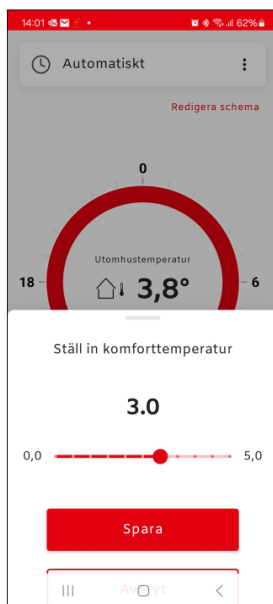 14:01
62%
Automatiskt
Redigera schema
0
Utomhustemperatur
18
3,8°
6
Ställ in komforttemperatur
3.0
0,0
5,0
Spara
Avbryt